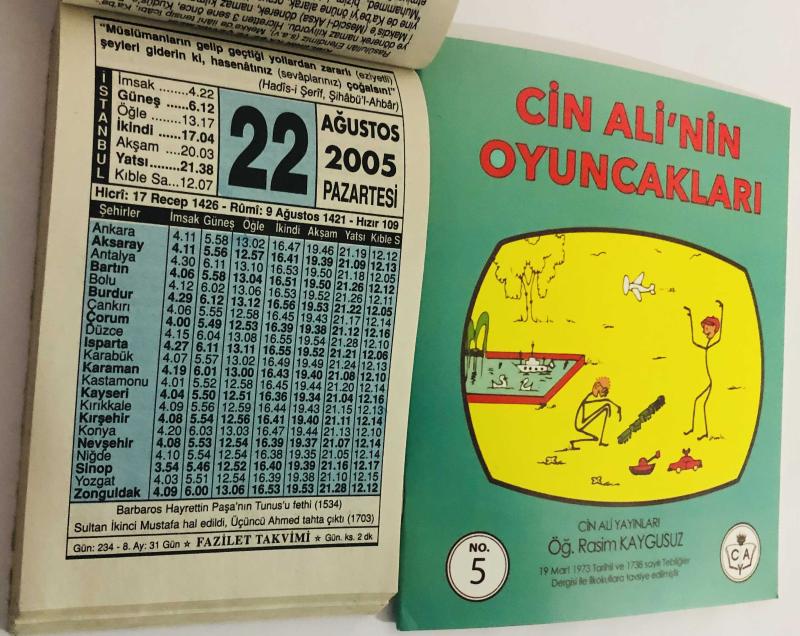 "Müslümanların gelip geçtiği yollardan zararlı (eziyetli)
şeyleri giderin ki, hasenâtınız (sevâplarınız) çoğalsın!"
(Hadîs-i Şerîf, Şihâbü'l-Ahbâr)
İSTANBUL
İmsak ......4.22
Güneş ......6.12
Öğle .......13.17
İkindi ......17.04
Akşam ....20.03
Yatsı........21.38
Kıble Sa...12.07
22
AĞUSTOS
2005
PAZARTESİ
Hicrî: 17 Recep 1426 - Rûmî: 9 Ağustos 1421 - Hızır 109
Şehirler İmsak Güneş Öğle İkindi Akşam Yatsı Kıble S
Ankara 4.11 5.58 13.02 16.47 19.46 21.19 12.12
Aksaray 4.11 5.56 12.57 16.41 19.39 21.09 12.13
Antalya 4.30 6.11 13.10 16.53 19.50 21.18 12.05
Bartın 4.06 5.58 13.04 16.51 19.50 21.26 12.12
Bolu 4.12 6.02 13.06 16.53 19.52 21.26 12.11
Burdur 4.29 6.12 13.12 16.56 19.53 21.22 12.05
Çankırı 4.06 5.55 12.58 16.45 19.43 21.17 12.14
Çorum 4.00 5.49 12.53 16.39 19.38 21.12 12.16
Düzce 4.15 6.04 13.08 16.55 19.54 21.28 12.10
Isparta 4.27 6.11 13.11 16.55 19.52 21.21 12.06
Karabük 4.07 5.57 13.02 16.49 19.49 21.24 12.13
Karaman 4.19 6.01 13.00 16.43 19.40 21.08 12.10
Kastamonu 4.01 5.52 12.58 16.45 19.44 21.20 12.14
Kayseri 4.04 5.50 12.51 16.36 19.34 21.04 12.16
Kırıkkale 4.09 5.56 12.59 16.44 19.43 21.15 12.13
Kırşehir 4.08 5.54 12.56 16.41 19.40 21.11 12.14
Konya 4.20 6.03 13.03 16.47 19.44 21.13 12.10
Nevşehir 4.08 5.53 12.54 16.39 19.37 21.07 12.14
Niğde 4.10 5.54 12.54 16.38 19.35 21.05 12.14
Sinop 3.54 5.46 12.52 16.40 19.39 21.16 12.17
Yozgat 4.03 5.51 12.54 16.39 19.38 21.10 12.15
Zonguldak 4.09 6.00 13.06 16.53 19.53 21.28 12.12
Barbaros Hayrettin Paşa'nın Tunus'u fethi (1534)
Sultan İkinci Mustafa hal edildi, Üçüncü Ahmed tahta çıktı (1703)
Gün: 234 - 8. Ay: 31 Gün ★ FAZİLET TAKVİMİ ★ Gün. ks. 2 dk
CİN ALİ'NİN
OYUNCAKLARI
CİN ALİ YAYINLARI
Öğ. Rasim KAYGUSUZ
19 Mart 1973 Tarihli ve 1738 sayılı Tebliğler
Dergisi ile İlkokullara tavsiye edilmiştir
NO.
5
C A
Y